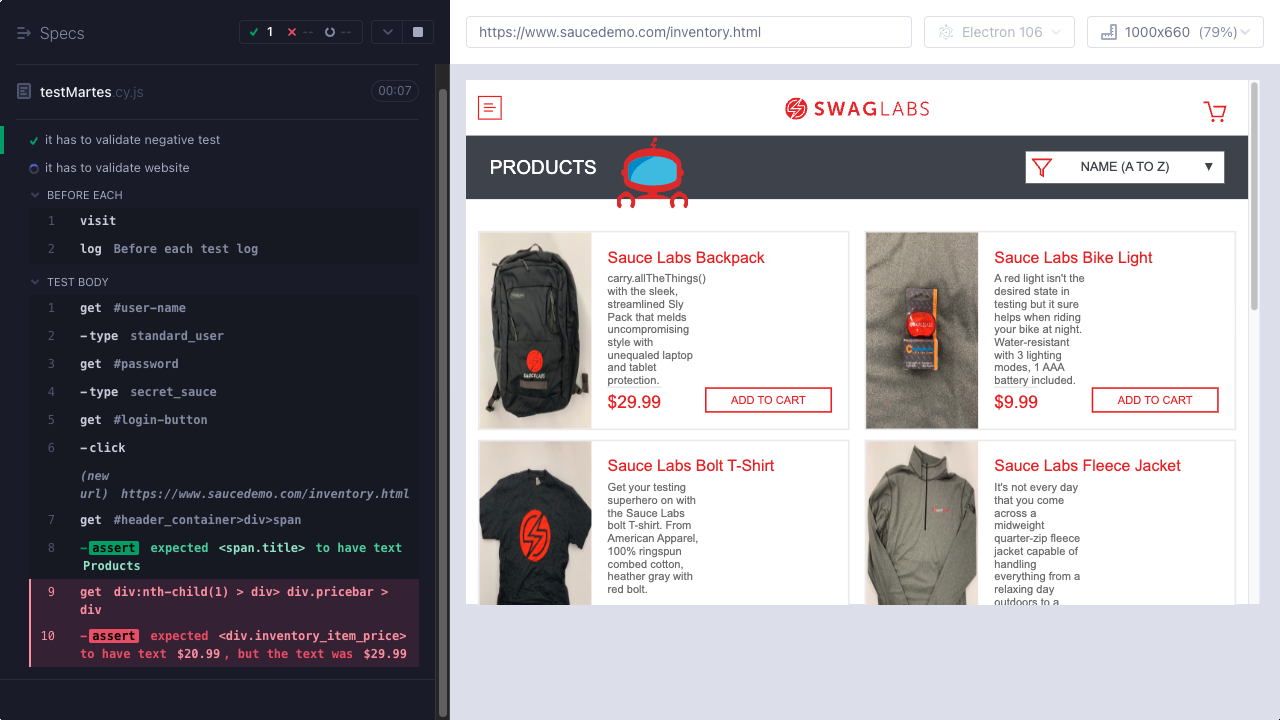 Specs
1 -- --
testMartes.cy.js 00:07
it has to validate negative test
it has to validate website
BEFORE EACH
1 visit
2 log Before each test log
TEST BODY
1 get #user-name
2 -type standard_user
3 get #password
4 -type secret_sauce
5 get #login-button
6 -click
(new
url) https://www.saucedemo.com/inventory.html
7 get #header_container>div>span
8 -assert expected <span.title> to have text
Products
9 get div:nth-child(1) > div> div.pricebar >
div
10 -assert expected <div.inventory_item_price>
to have text $20.99, but the text was $29.99
https://www.saucedemo.com/inventory.html
Electron 106
1000x660 (79%)
SWAGLABS
PRODUCTS
NAME (A TO Z)
Sauce Labs Backpack
carry.allTheThings()
with the sleek,
streamlined Sly
Pack that melds
uncompromising
style with
unequaled laptop
and tablet
protection.
$29.99
ADD TO CART
Sauce Labs Bike Light
A red light isn't the
desired state in
testing but it sure
helps when riding
your bike at night.
Water-resistant
with 3 lighting
modes, 1 AAA
battery included.
$9.99
ADD TO CART
Sauce Labs Bolt T-Shirt
Get your testing
superhero on with
the Sauce Labs
bolt T-shirt. From
American Apparel,
100% ringspun
combed cotton,
heather gray with
red bolt.
Sauce Labs Fleece Jacket
It's not every day
that you come
across a
midweight
quarter-zip fleece
jacket capable of
handling
everything from a
relaxing day
outdoors to a